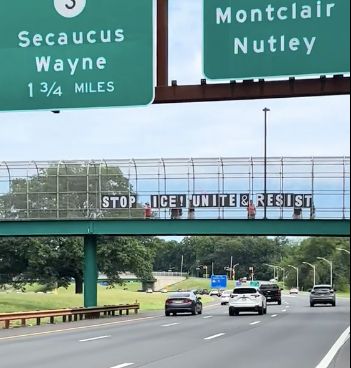 3
Secaucus
Wayne
1 3/4 MILES
Montclair
Nutley
STOP ICE! UNITE & RESIST